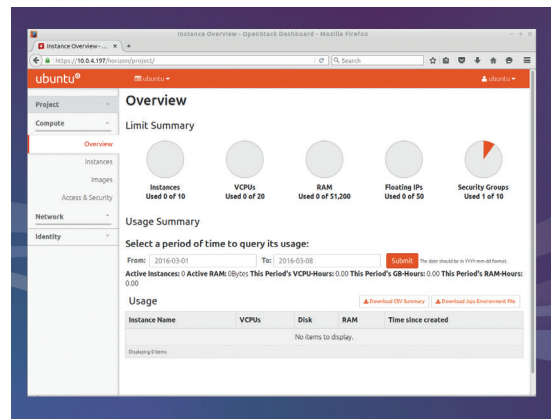 Instance Overview - OpenStack Dashboard - Mozilla Firefox
Instance Overview - ... × +
https://10.0.4.197/horizon/project/
Search
ubuntu®
ubuntu
ubuntu
Project
Compute
Overview
Instances
Images
Access & Security
Network
Identity
Overview
Limit Summary
Instances
Used 0 of 10
VCPUs
Used 0 of 20
RAM
Used 0 of 51,200
Floating IPs
Used 0 of 50
Security Groups
Used 1 of 10
Usage Summary
Select a period of time to query its usage:
From: 2016-03-01 To: 2016-03-08 Submit The date should be in YYYY-mm-dd format.
Active Instances: 0 Active RAM: 0Bytes This Period's VCPU-Hours: 0.00 This Period's GB-Hours: 0.00 This Period's RAM-Hours:
0.00
Usage
Download CSV Summary
Download Juju Environment File
Instance Name VCPUs Disk RAM Time since created
No items to display.
Displaying 0 items